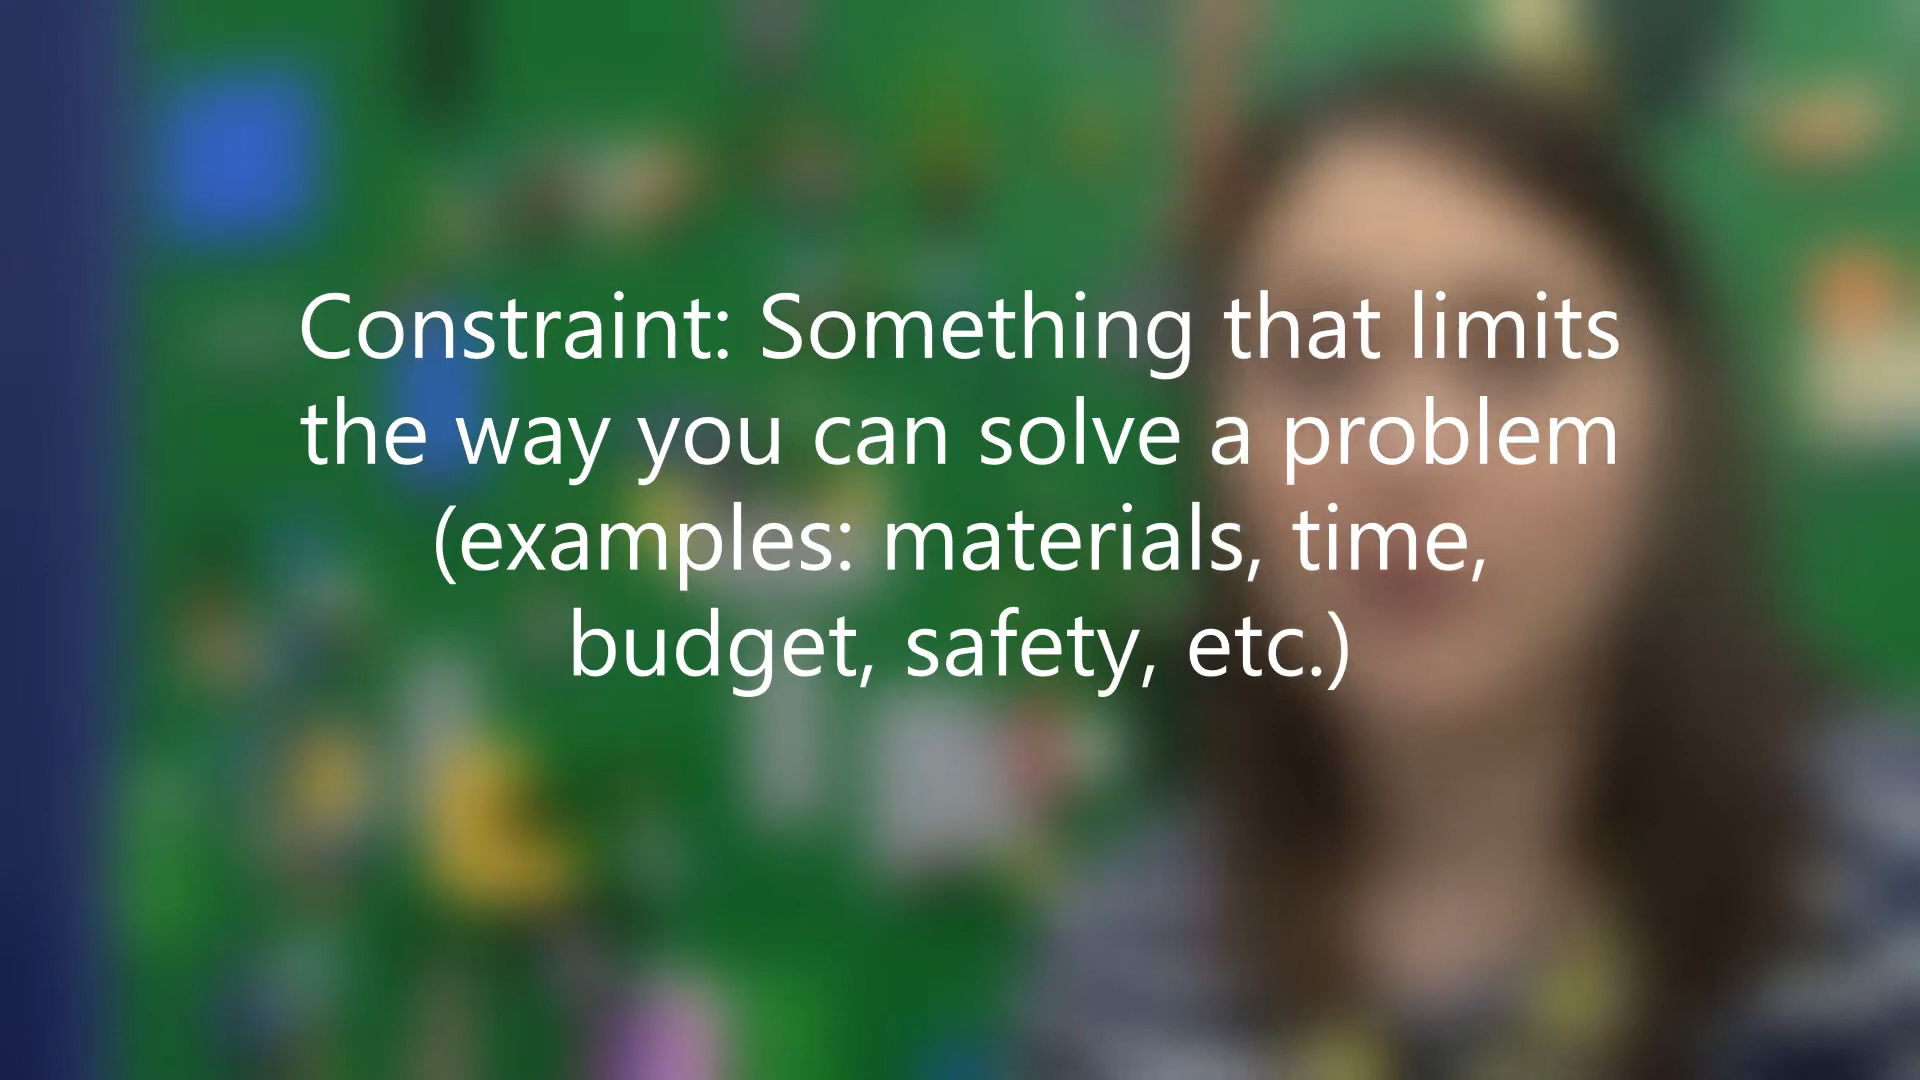 Constraint: Something that limits
the way you can solve a problem
(examples: materials, time,
budget, safety, etc.)